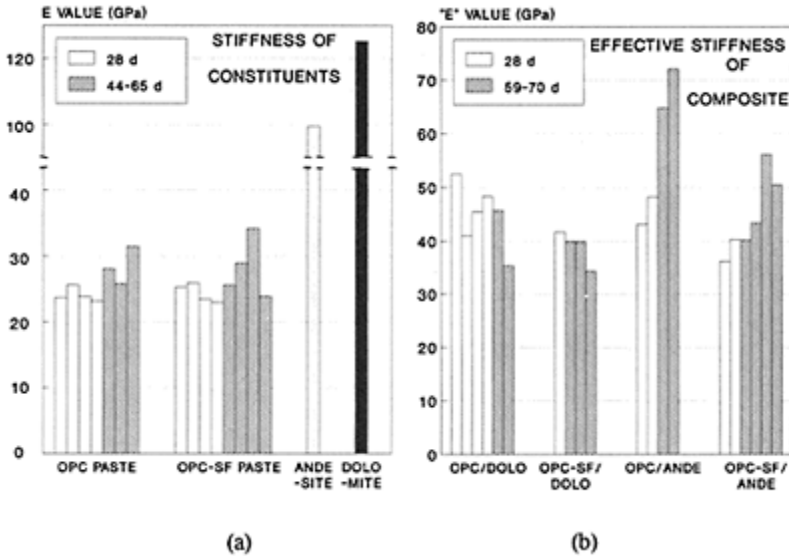 E VALUE (GPa)
STIFFNESS OF
CONSTITUENTS
28 d
44-65 d
120
100
40
30
20
10
0
OPC PASTE
OPC-SF PASTE
ANDE
-SITE
DOLO
-MITE
(a)
"E" VALUE (GPa)
EFFECTIVE STIFFNESS
OF
COMPOSITE
28 d
59-70 d
80
70
60
50
40
30
20
10
0
OPC/DOLO
OPC-SF/
DOLO
OPC/ANDE
OPC-SF/
ANDE
(b)